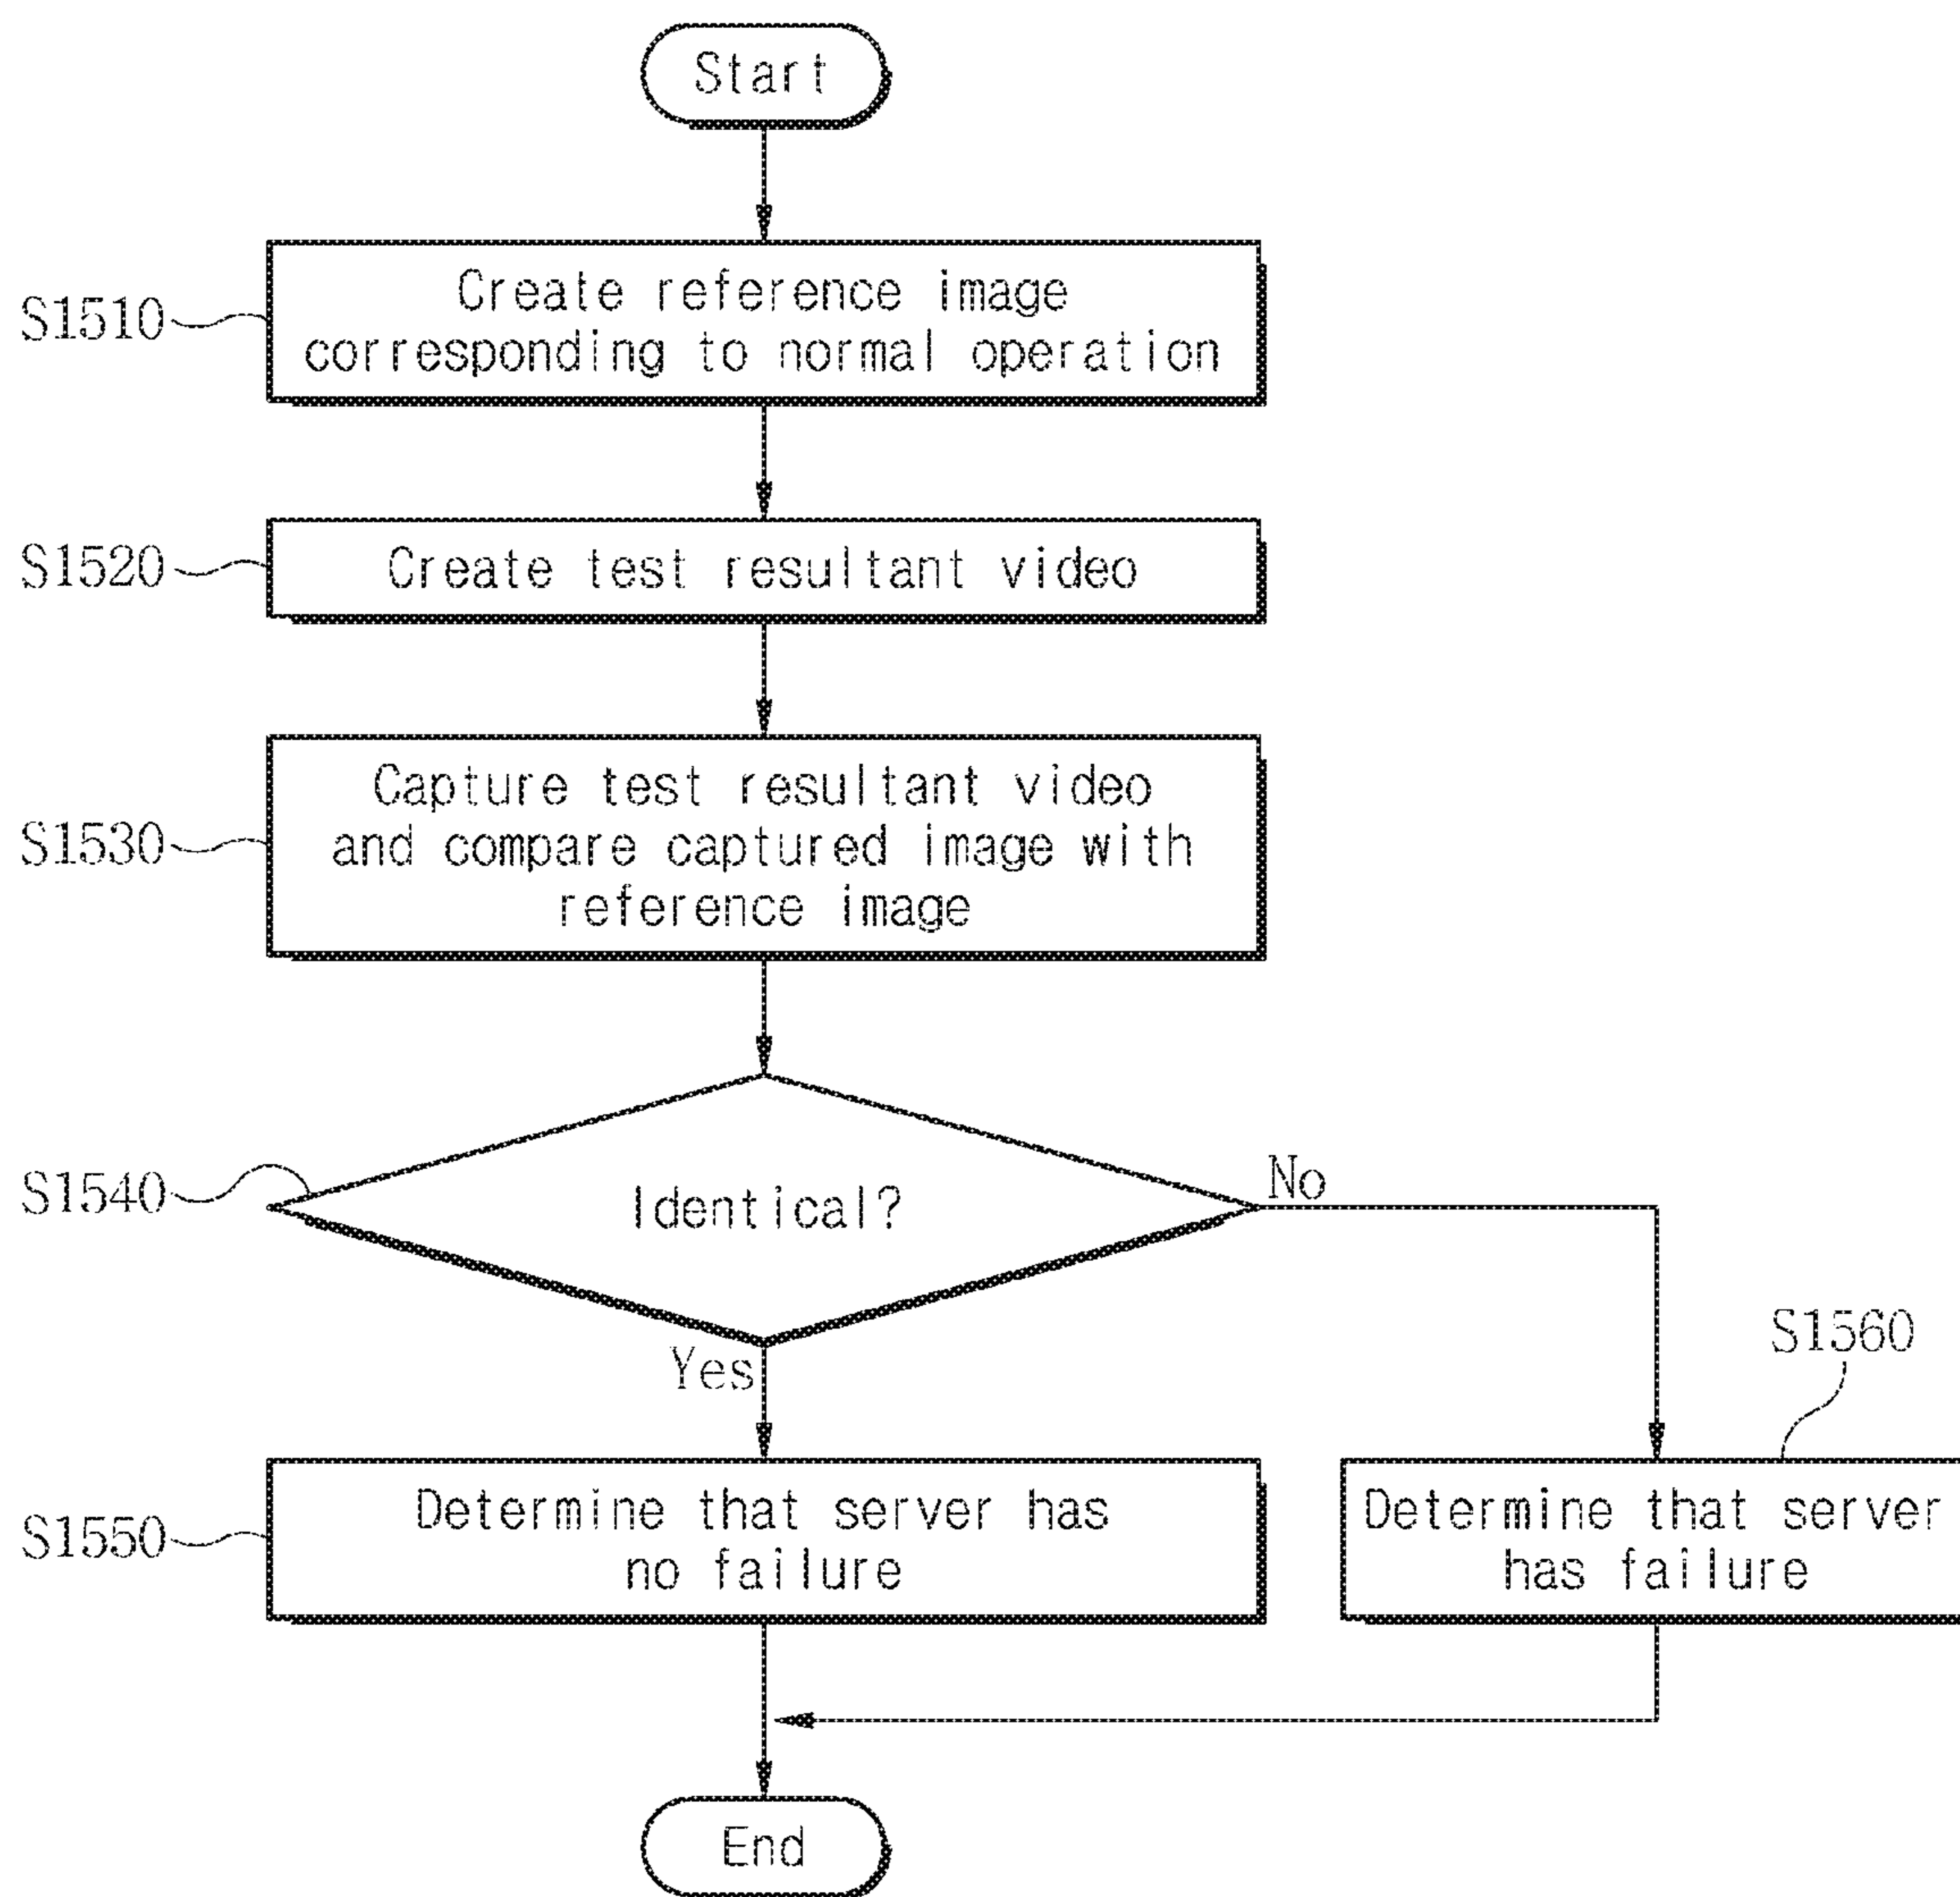 Start
S1510
Create reference image
corresponding to normal operation
S1520
Create test resultant video
S1530
Capture test resultant video
and compare captured image with
reference image
S1540
Identical?
No
Yes
S1560
S1550
Determine that server has
no failure
Determine that server
has failure
End